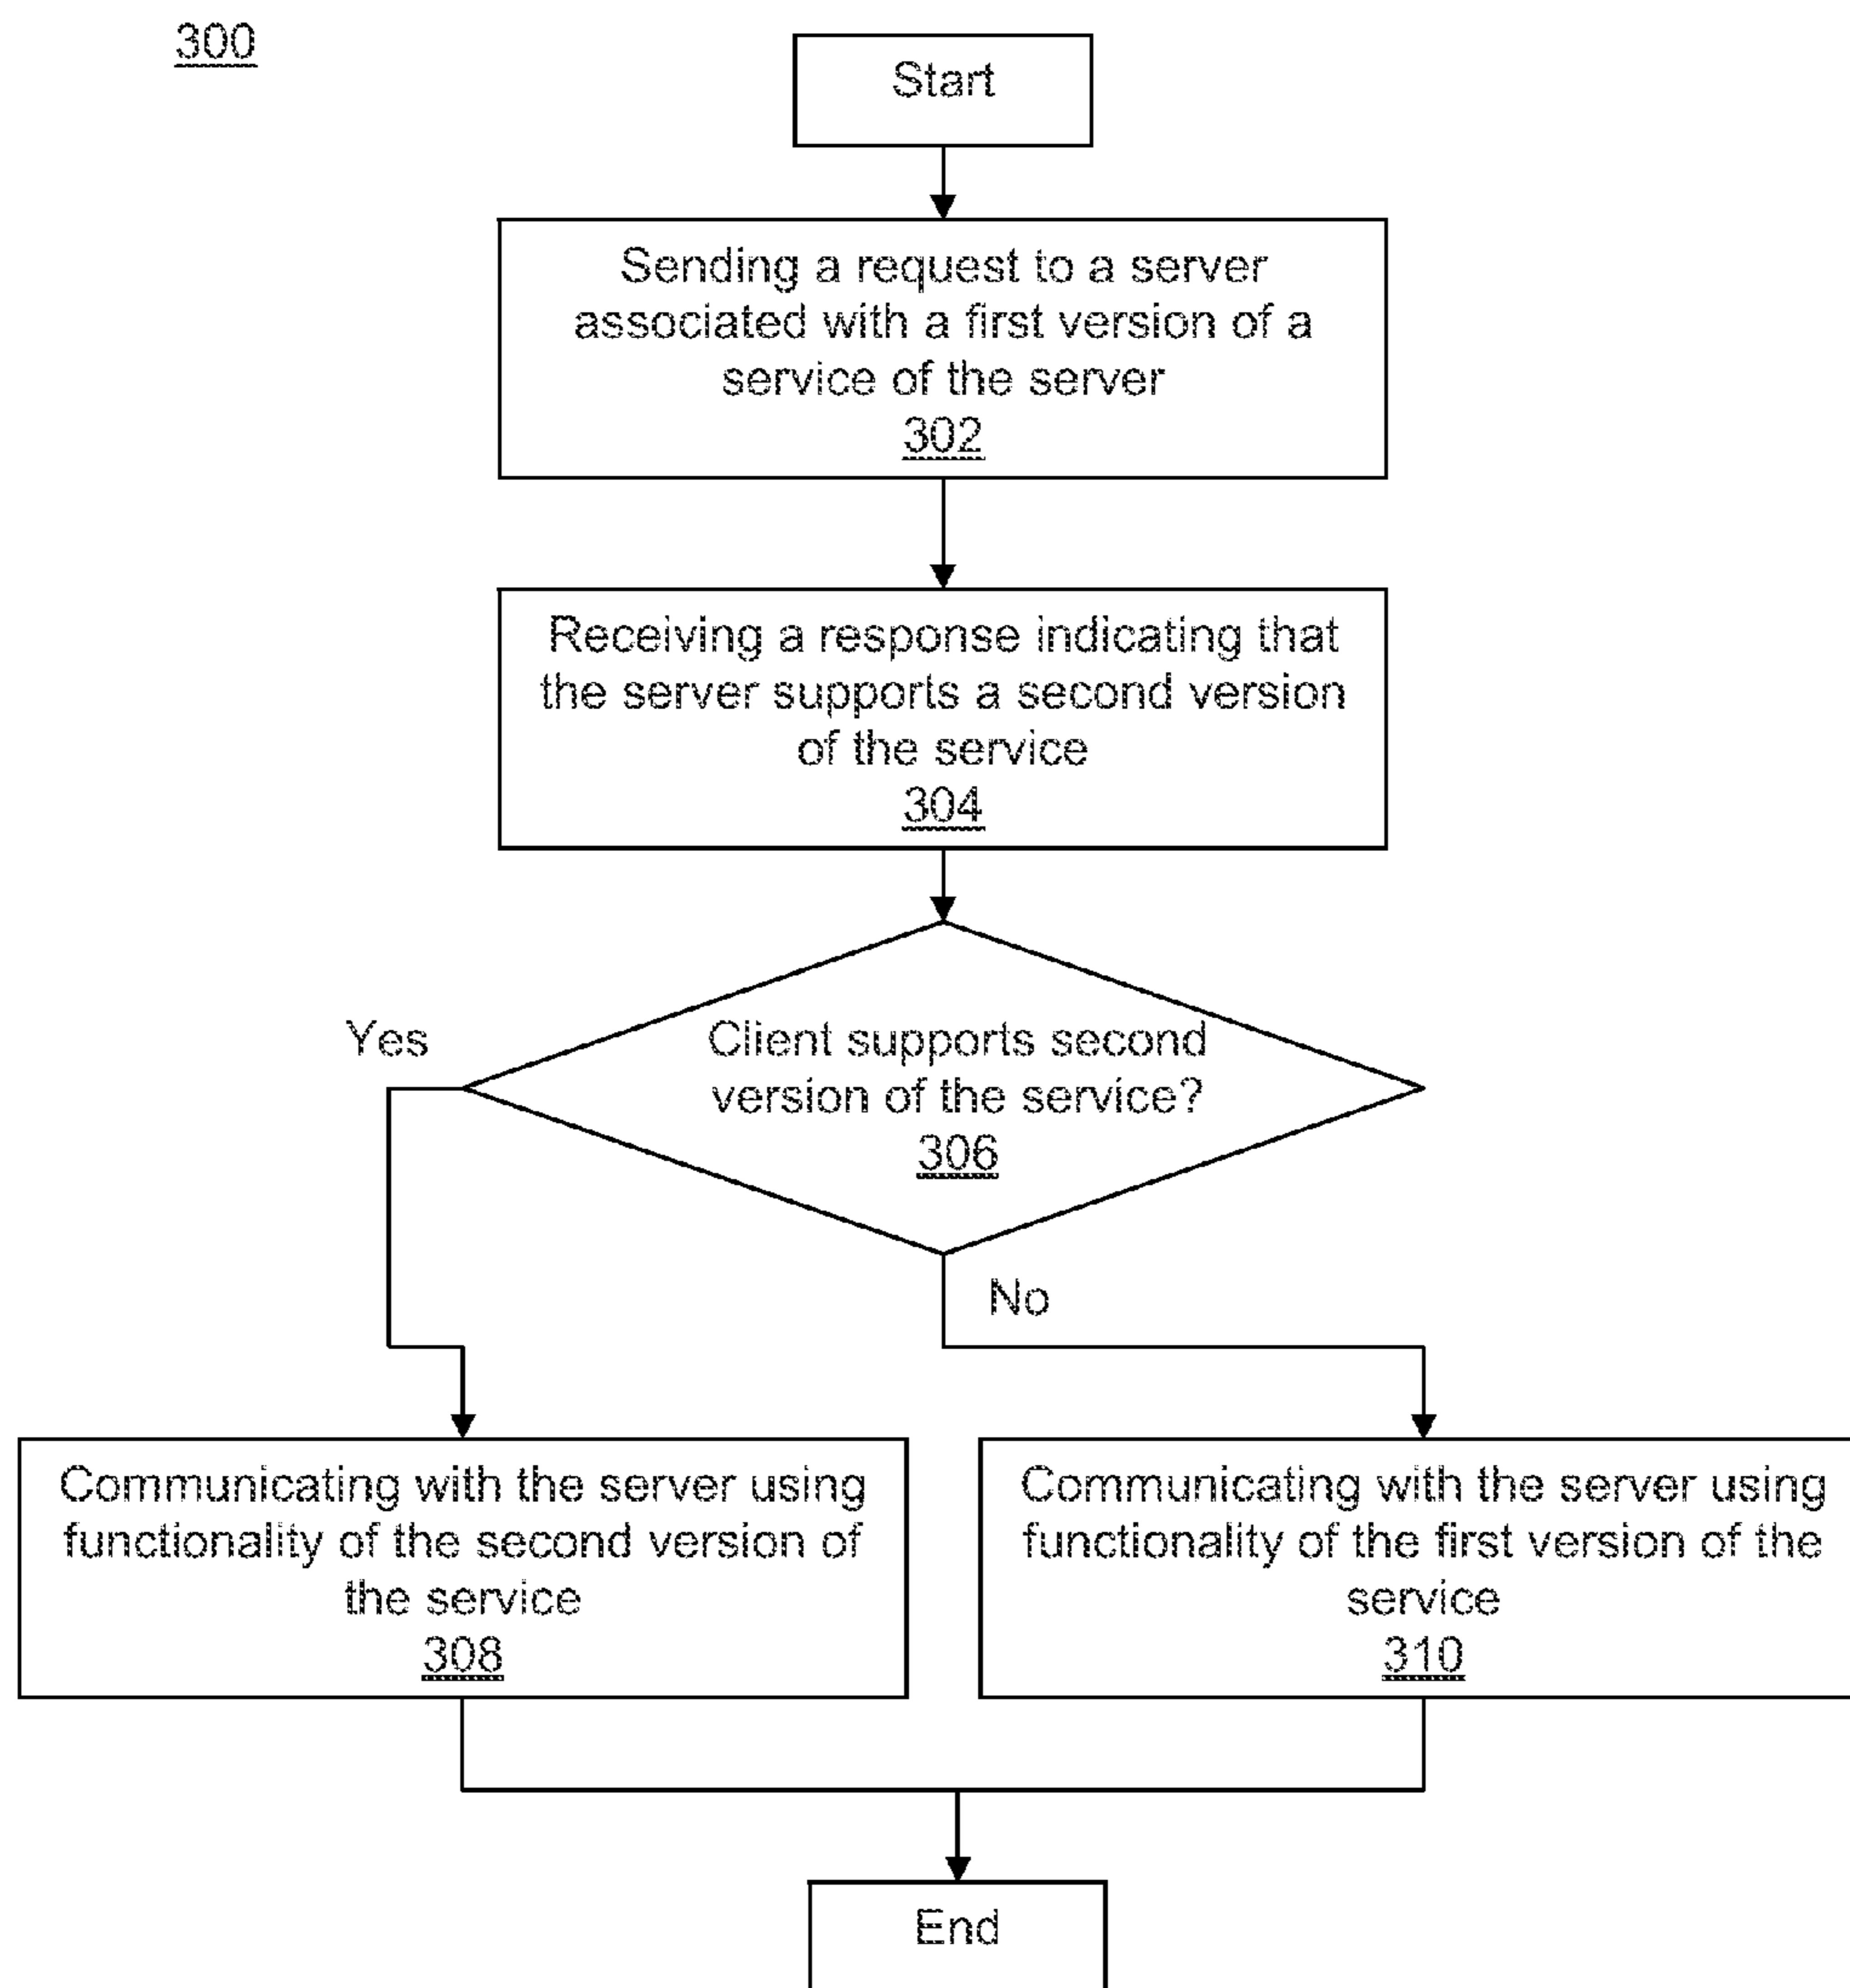 300
Start
Sending a request to a server
associated with a first version of a
service of the server
302
Receiving a response indicating that
the server supports a second version
of the service
304
Yes
Client supports second
version of the service?
306
No
Communicating with the server using
functionality of the second version of
the service
308
Communicating with the server using
functionality of the first version of the
service
310
End